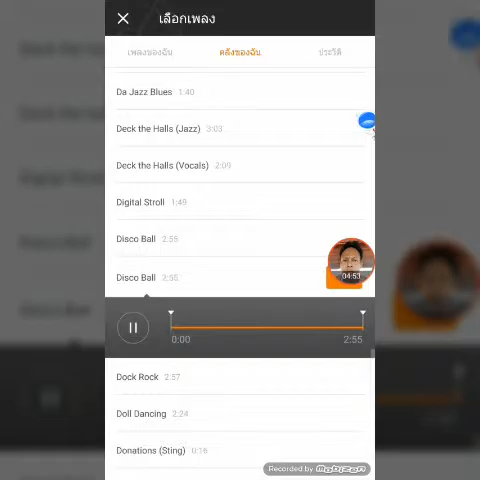 เลือกเพลง
เพลงของฉัน คลังของฉัน ประวัติ
Da Jazz Blues 1:40
Deck the Halls (Jazz) 3:03
Deck the Halls (Vocals) 2:09
Digital Stroll 1:49
Disco Ball 2:55
Disco Ball 2:55
04:53
0:00 2:55
Dock Rock 2:57
Doll Dancing 2:24
Donations (Sting) 0:16
Recorded by mobizen